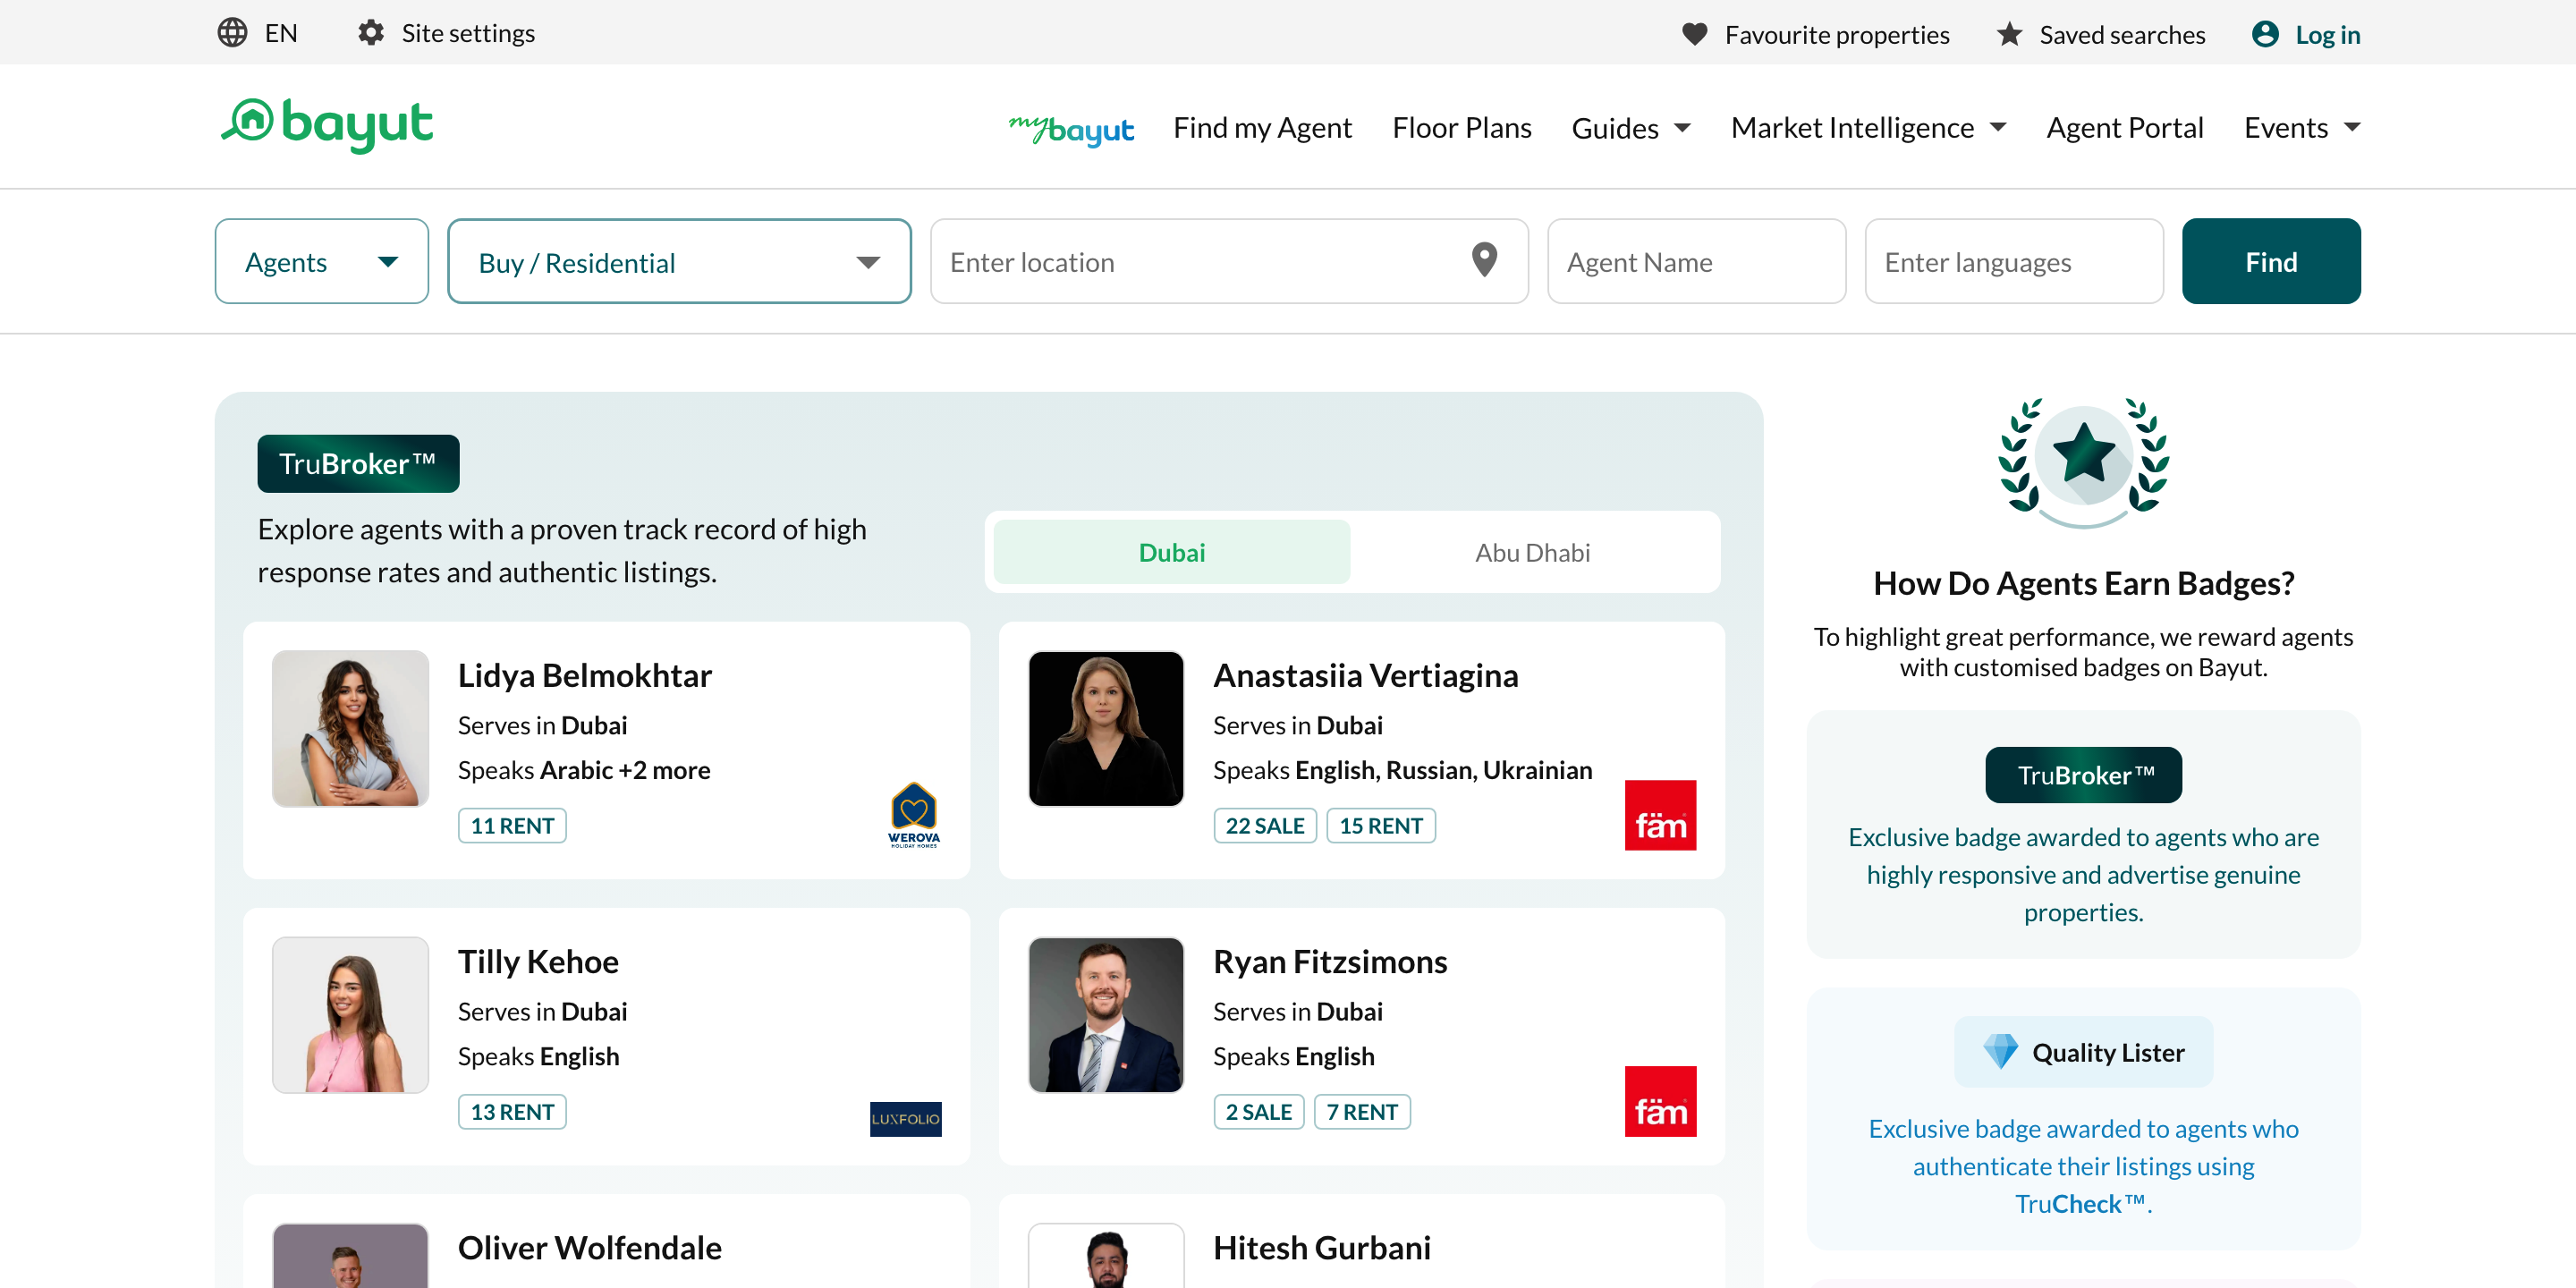 EN
Site settings
Favourite properties
Saved searches
Log in
bayut
mybayut
Find my Agent
Floor Plans
Guides
Market Intelligence
Agent Portal
Events
Agents
Buy / Residential
Enter location
Agent Name
Enter languages
Find
TruBroker™
Explore agents with a proven track record of high
response rates and authentic listings.
Dubai
Abu Dhabi
Lidya Belmokhtar
Serves in Dubai
Speaks Arabic +2 more
11 RENT
WEROVA
HOLIDAY HOMES
Anastasiia Vertiagina
Serves in Dubai
Speaks English, Russian, Ukrainian
22 SALE
15 RENT
fäm
Tilly Kehoe
Serves in Dubai
Speaks English
13 RENT
LUXFOLIO
Ryan Fitzsimons
Serves in Dubai
Speaks English
2 SALE
7 RENT
fäm
Oliver Wolfendale
Hitesh Gurbani
How Do Agents Earn Badges?
To highlight great performance, we reward agents
with customised badges on Bayut.
TruBroker™
Exclusive badge awarded to agents who are
highly responsive and advertise genuine
properties.
Quality Lister
Exclusive badge awarded to agents who
authenticate their listings using
TruCheck™.